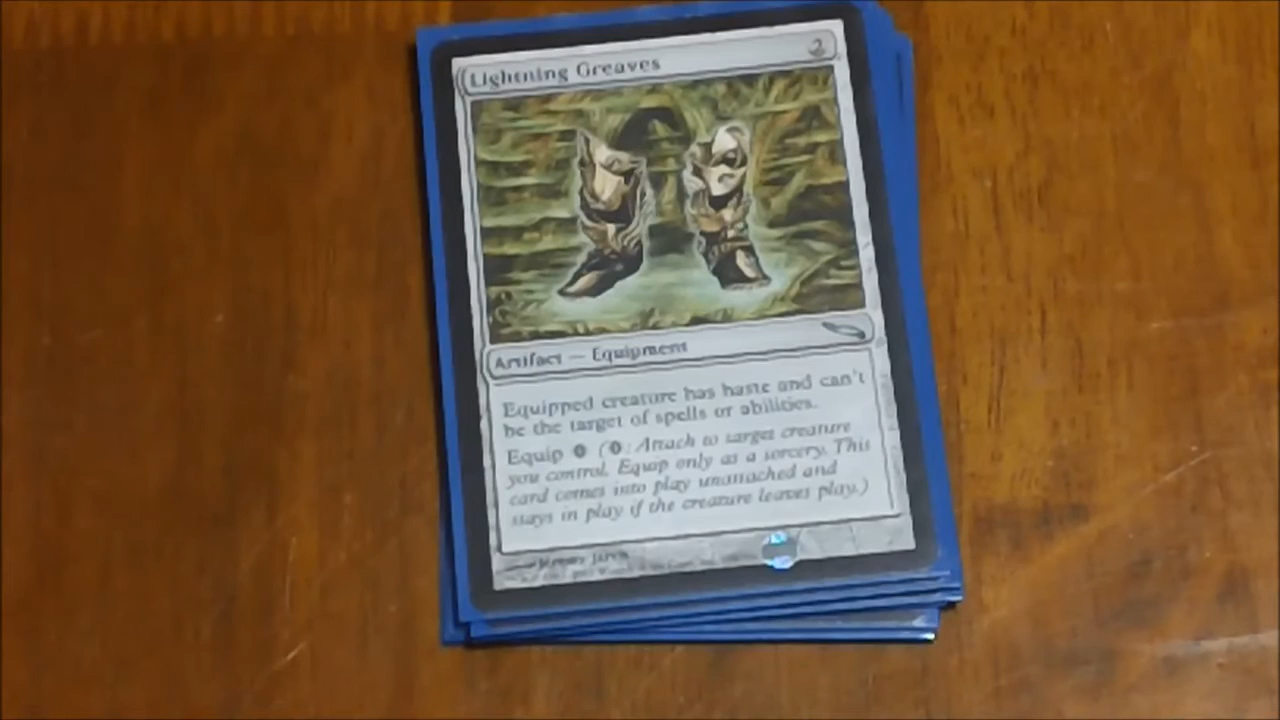 Lightning Greaves 2
Artifact — Equipment
Equipped creature has haste and can't
be the target of spells or abilities.
Equip 0 (0: Attach to target creature
you control. Equip only as a sorcery. This
card comes into play unattached and
stays in play if the creature leaves play.)
Jeremy Jarvis